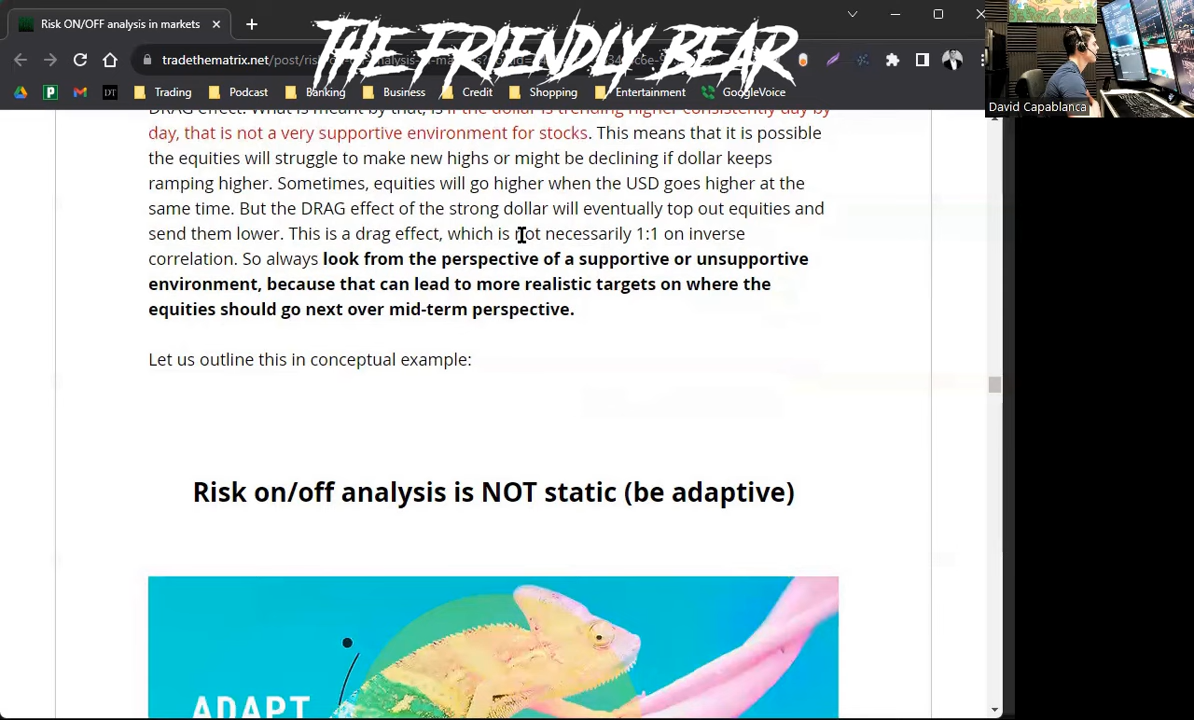 Risk ON/OFF analysis in markets
THE FRIENDLY BEAR
tradethematrix.net/post/
Trading
Podcast
Banking
Business
Credit
Shopping
Entertainment
GoogleVoice
David Capablanca
DRAG effect. What is meant by that, is if the dollar is trending higher consistently day by
day, that is not a very supportive environment for stocks. This means that it is possible
the equities will struggle to make new highs or might be declining if dollar keeps
ramping higher. Sometimes, equities will go higher when the USD goes higher at the
same time. But the DRAG effect of the strong dollar will eventually top out equities and
send them lower. This is a drag effect, which is not necessarily 1:1 on inverse
correlation. So always look from the perspective of a supportive or unsupportive
environment, because that can lead to more realistic targets on where the
equities should go next over mid-term perspective.
Let us outline this in conceptual example:
Risk on/off analysis is NOT static (be adaptive)
ADAPT